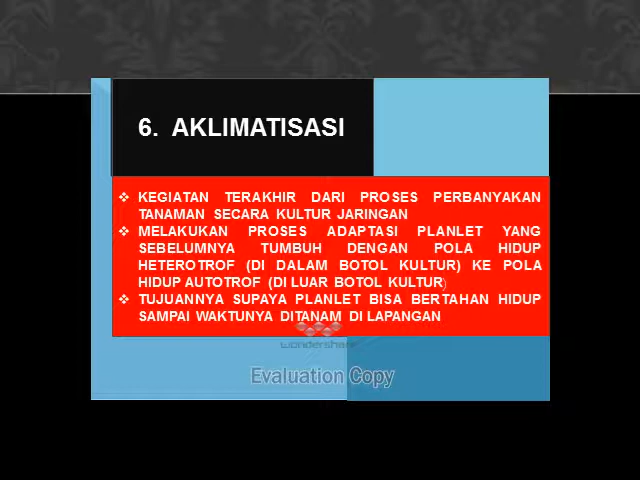 6. AKLIMATISASI
❖ KEGIATAN TERAKHIR DARI PROSES PERBANYAKAN
TANAMAN SECARA KULTUR JARINGAN
❖ MELAKUKAN PROSES ADAPTASI PLANLET YANG
SEBELUMNYA TUMBUH DENGAN POLA HIDUP
HETEROTROF (DI DALAM BOTOL KULTUR) KE POLA
HIDUP AUTOTROF (DI LUAR BOTOL KULTUR)
❖ TUJUANNYA SUPAYA PLANLET BISA BERTAHAN HIDUP
SAMPAI WAKTUNYA DITANAM DI LAPANGAN
wondershare
Evaluation Copy